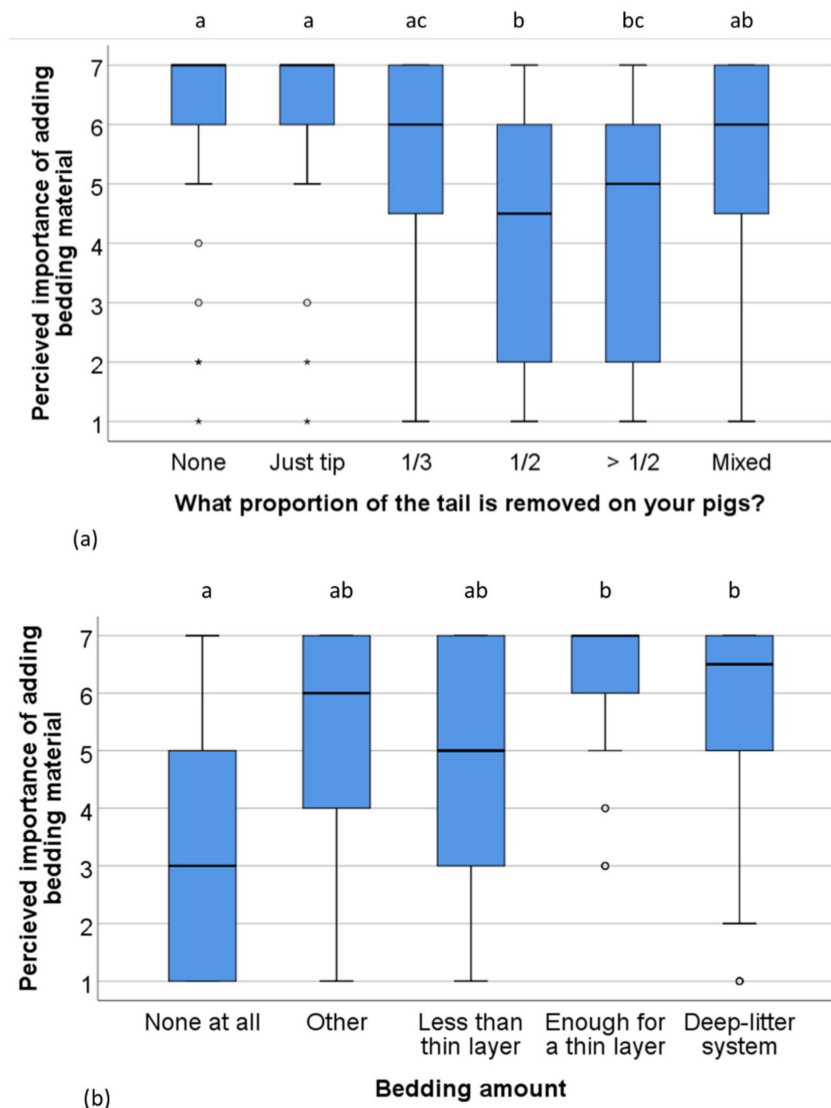 a a ac b bc ab
Percieved importance of adding
bedding material
7
6
5
4
3
2
1
None Just tip 1/3 1/2 > 1/2 Mixed
What proportion of the tail is removed on your pigs?
(a)
a ab ab b b
Percieved importance of adding
bedding material
7
6
5
4
3
2
1
None at all Other Less than Enough for Deep-litter
thin layer a thin layer system
Bedding amount
(b)